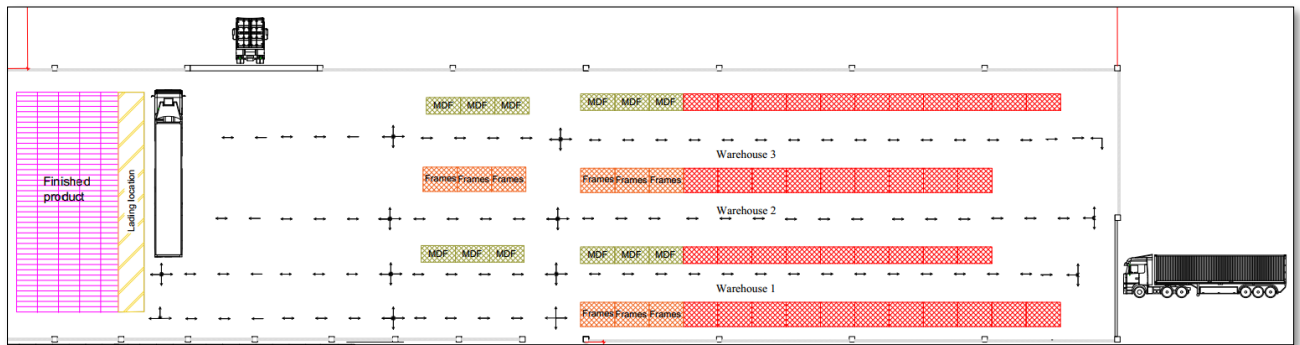 MDF MDF MDF
MDF MDF MDF
Warehouse 3
Finished
product
Lading location
Frames Frames Frames
Frames Frames Frames
Warehouse 2
MDF MDF MDF
MDF MDF MDF
Warehouse 1
Frames Frames Frames